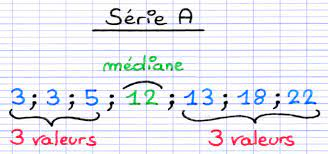 Série A
médiane
3 ; 3 ; 5 ; 12 ; 13 ; 18 ; 22
3 valeurs 3 valeurs